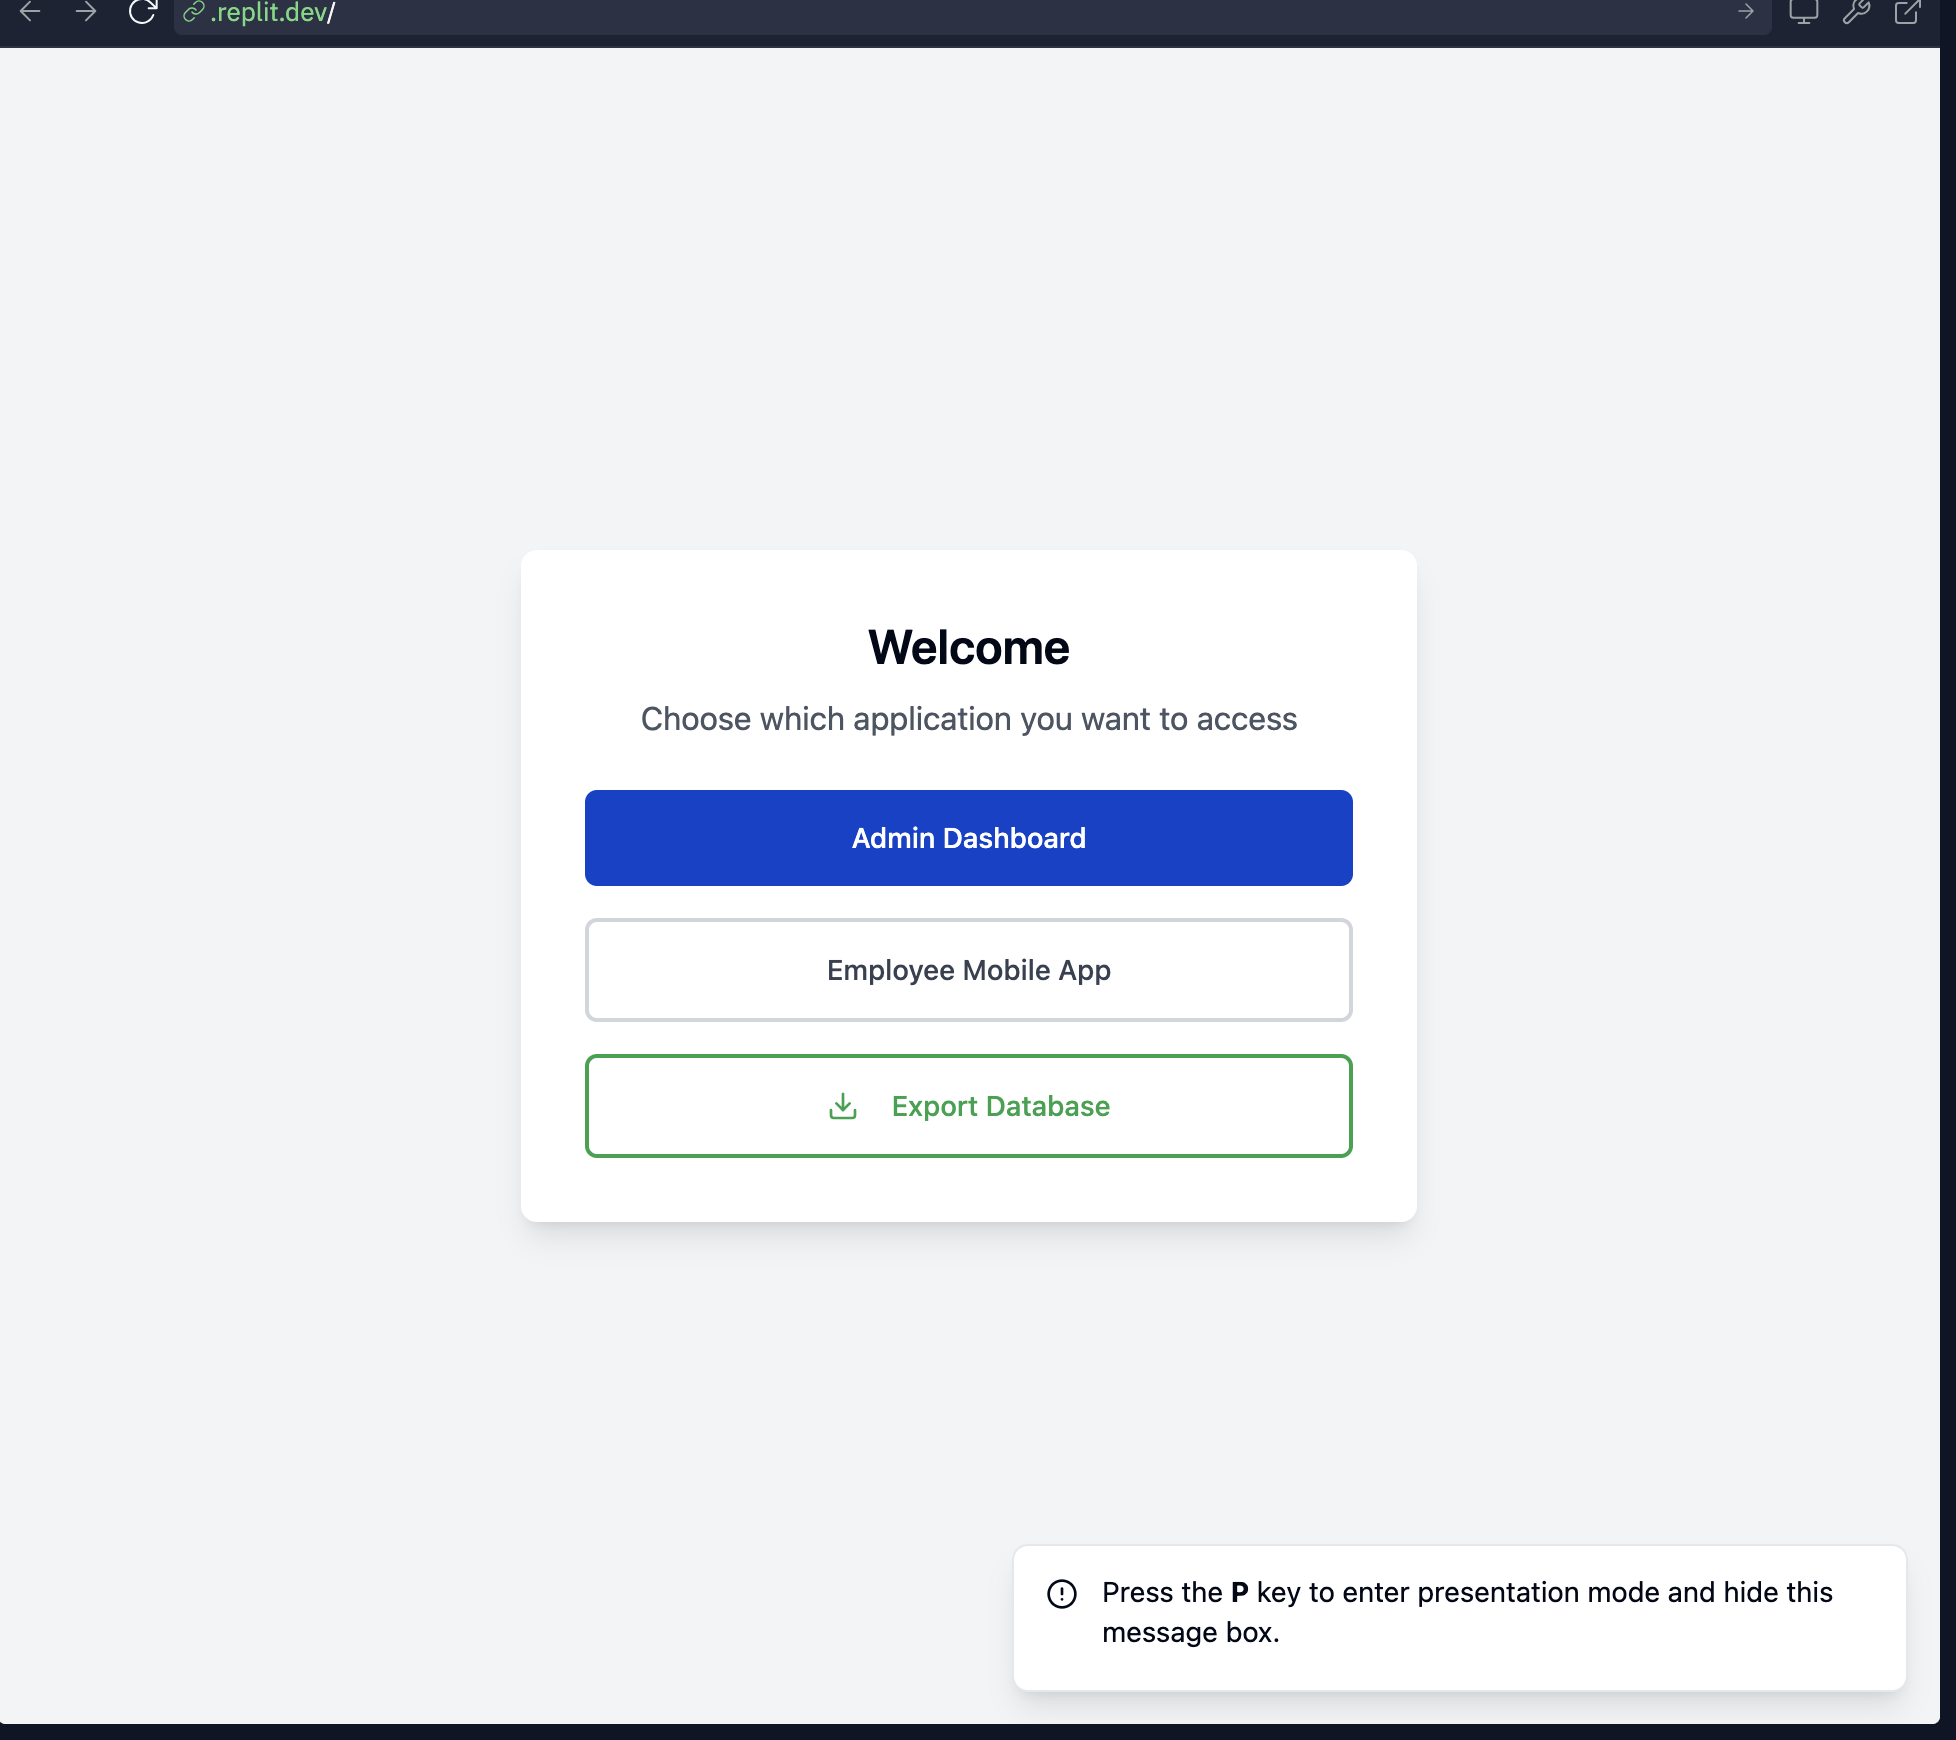 .replit.dev/
Welcome
Choose which application you want to access
Admin Dashboard
Employee Mobile App
Export Database
Press the P key to enter presentation mode and hide this
message box.